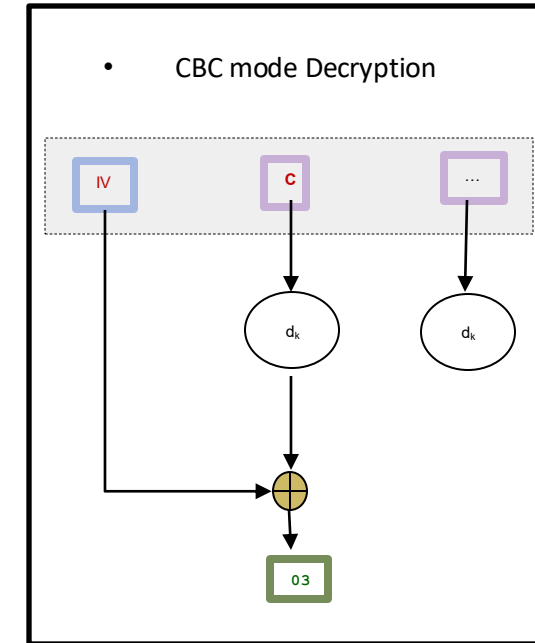 • CBC mode Decryption
IV
C
...
dₖ
dₖ
03